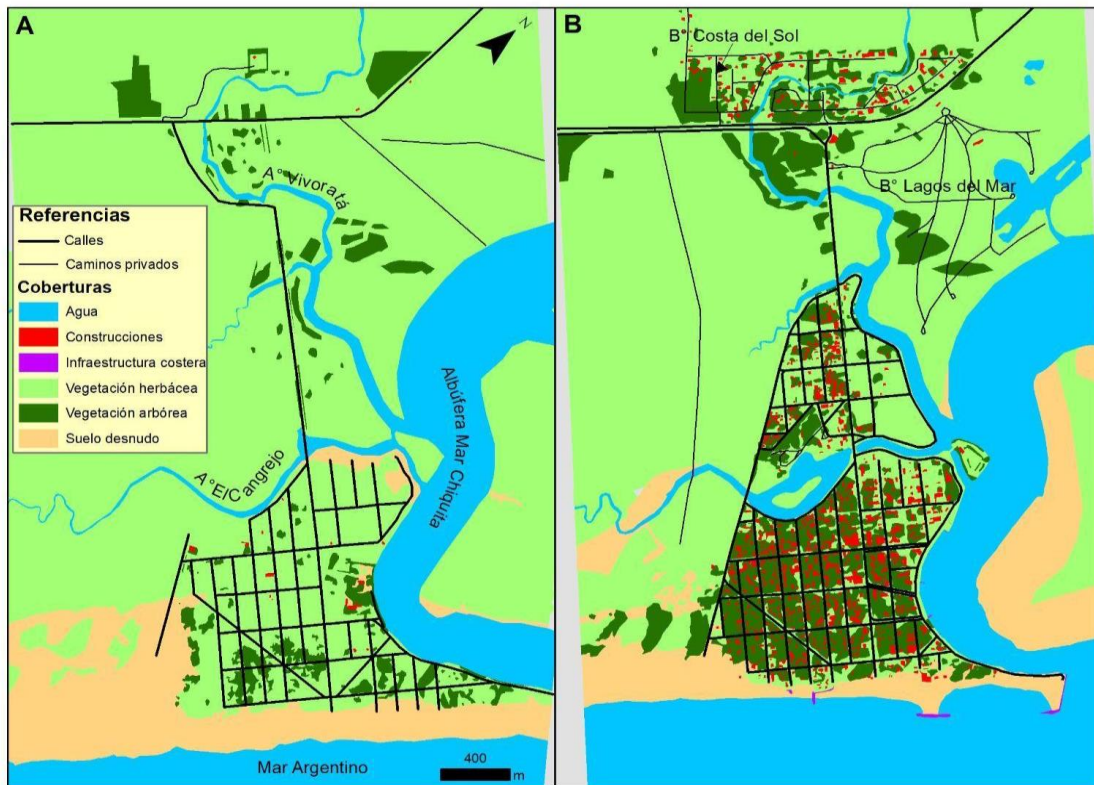 A
N
A° Vivoratá
Referencias
Calles
Caminos privados
Coberturas
Agua
Construcciones
Infraestructura costera
Vegetación herbácea
Vegetación arbórea
Suelo desnudo
Albúfera Mar Chiquita
A°E/Cangrejo
Mar Argentino
400
m
B
B° Costa del Sol
B° Lagos del Mar